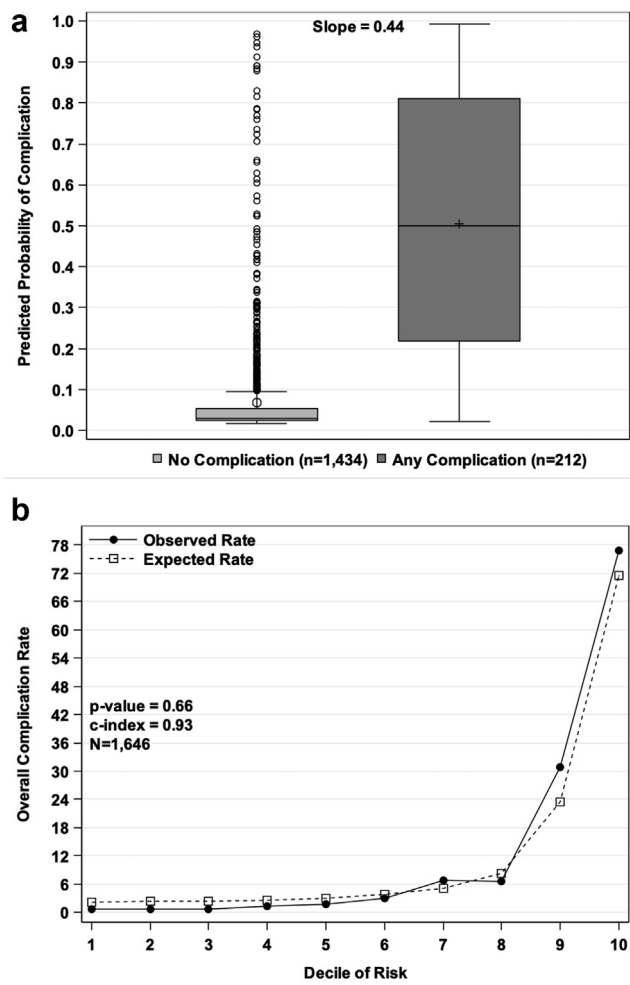 a
Slope = 0.44
Predicted Probability of Complication
1.0
0.9
0.8
0.7
0.6
0.5
0.4
0.3
0.2
0.1
0.0
No Complication (n=1,434) Any Complication (n=212)
b
Observed Rate
Expected Rate
Overall Complication Rate
78
72
66
60
54
48
42
36
30
24
18
12
6
0
p-value = 0.66
c-index = 0.93
N=1,646
1 2 3 4 5 6 7 8 9 10
Decile of Risk